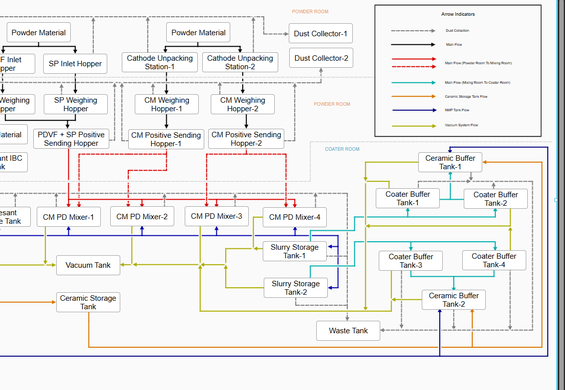 POWDER ROOM
Arrow Indicators
Powder Material
Powder Material
Dust Collector-1
Dust Collection
Main Flow
F Inlet
pper
SP Inlet Hopper
Cathode Unpacking
Station-1
Cathode Unpacking
Station-2
Dust Collector-2
Main Flow (Powder Room To Mixing Room)
Main Flow (Mixing Room To Coater Room)
Ceramic Storage Tank Flow
NMP Tank Flow
Vacuum System Flow
Weighing
pper
SP Weighing
Hopper
CM Weighing
Hopper-1
CM Weighing
Hopper-2
POWDER ROOM
aterial
PDVF + SP Positive
Sending Hopper
CM Positive Sending
Hopper-1
CM Positive Sending
Hopper-2
COATER ROOM
ant IBC
nk
Ceramic Buffer
Tank-1
Coater Buffer
Tank-1
Coater Buffer
Tank-2
esant
e Tank
CM PD Mixer-1
CM PD Mixer-2
CM PD Mixer-3
CM PD Mixer-4
Slurry Storage
Tank-1
Vacuum Tank
Coater Buffer
Tank-3
Coater Buffer
Tank-4
Slurry Storage
Tank-2
Ceramic Storage
Tank
Ceramic Buffer
Tank-2
Waste Tank